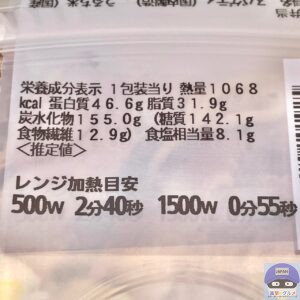 栄養成分表示 1包装当り 熱量1068
kcal 蛋白質46.6g 脂質31.9g
炭水化物155.0g (糖質142.1g
食物繊維12.9g) 食塩相当量8.1g
<推定値>
レンジ加熱目安
500W 2分40秒 1500W 0分55秒